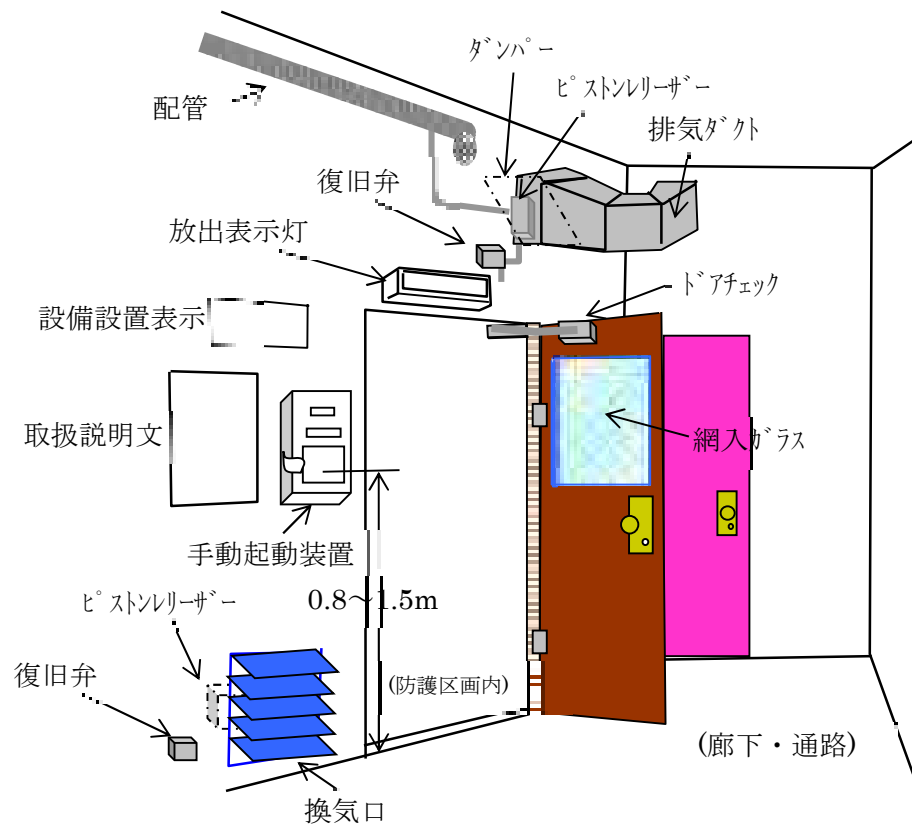 ﾀﾞﾝﾊﾟｰ
ﾋﾟｽﾄﾝﾚﾘｰｻﾞｰ
配管
排気ﾀﾞｸﾄ
復旧弁
放出表示灯
ﾄﾞｱﾁｪｯｸ
設備設置表示
取扱説明文
網入ｶﾞﾗｽ
手動起動装置
ﾋﾟｽﾄﾝﾚﾘｰｻﾞｰ
0.8～1.5m
復旧弁
(防護区画内)
(廊下・通路)
換気口